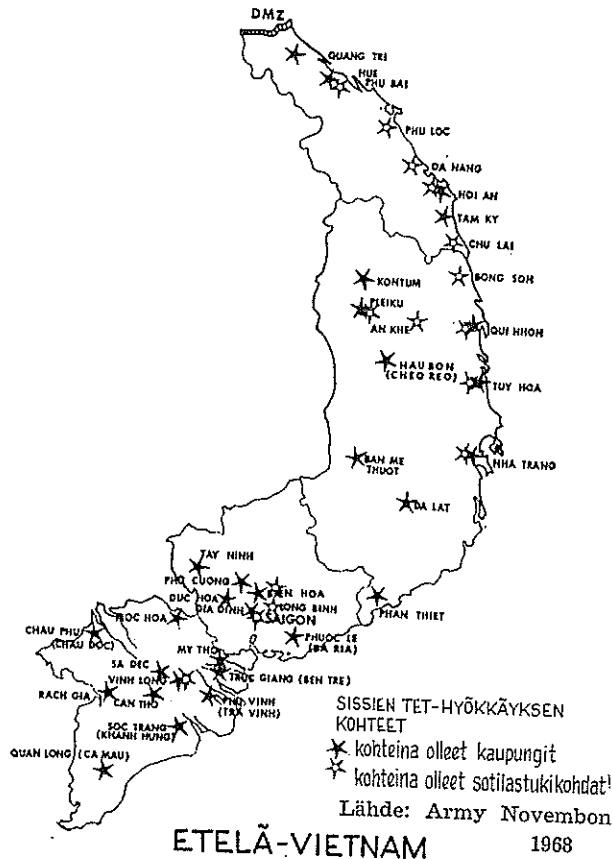 DMZ
QUANG TRI
HUE
PHU BAI
PHU LOC
DA NANG
HOI AN
TAM KY
CHU LAI
BONG SON
KONTUM
PLEIKU
AN KHE
QUI NHON
HAU BON
(CHEO REO)
TUY HOA
BAN ME
THUOT
NHA TRANG
DA LAT
TAY NINH
PHU CUONG
BIEN HOA
DUC HOA
GIA DINH
LONG BINH
PHAN THIET
MOC HOA
SAIGON
CHAU PHU
(CHAU DOC)
PHUOC LE
(BA RIA)
MY THO
SA DEC
TRUC GIANG (BEN TRE)
VINH LONG
RACH GIA
CAN THO
PHU VINH
(TRA VINH)
SOC TRANG
(KHANH HUNG)
QUAN LONG (CA MAU)
SISSIEN TET-HYÖKKÄYKSEN
KOHTEET
kohteina olleet kaupungit
kohteina olleet sotilastukikohdat!
Lähde: Army Novembon
1968
ETELÄ-VIETNAM